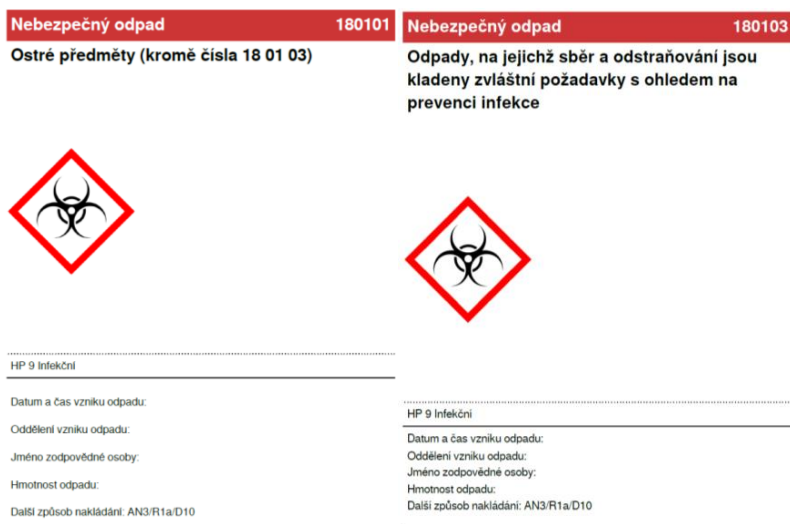 Nebezpečný odpad 180101
Ostré předměty (kromě čísla 18 01 03)
HP 9 Infekční
Datum a čas vzniku odpadu:
Oddělení vzniku odpadu:
Jméno zodpovědné osoby:
Hmotnost odpadu:
Další způsob nakládání: AN3/R1a/D10
Nebezpečný odpad 180103
Odpady, na jejichž sběr a odstraňování jsou
kladeny zvláštní požadavky s ohledem na
prevenci infekce
HP 9 Infekční
Datum a čas vzniku odpadu:
Oddělení vzniku odpadu:
Jméno zodpovědné osoby:
Hmotnost odpadu:
Další způsob nakládání: AN3/R1a/D10